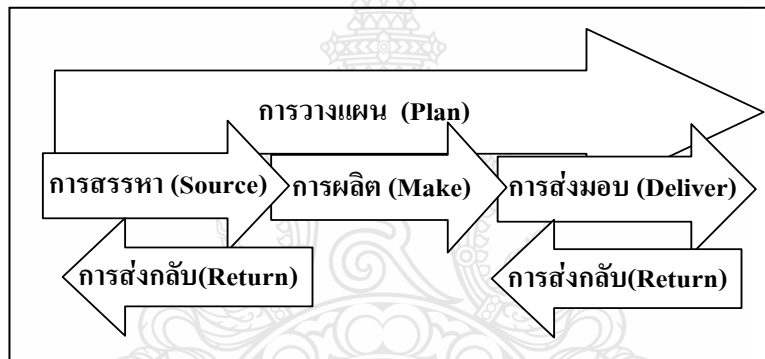 การวางแผน (Plan)
การสรรหา (Source)
การผลิต (Make)
การส่งมอบ (Deliver)
การส่งกลับ(Return)
การส่งกลับ(Return)